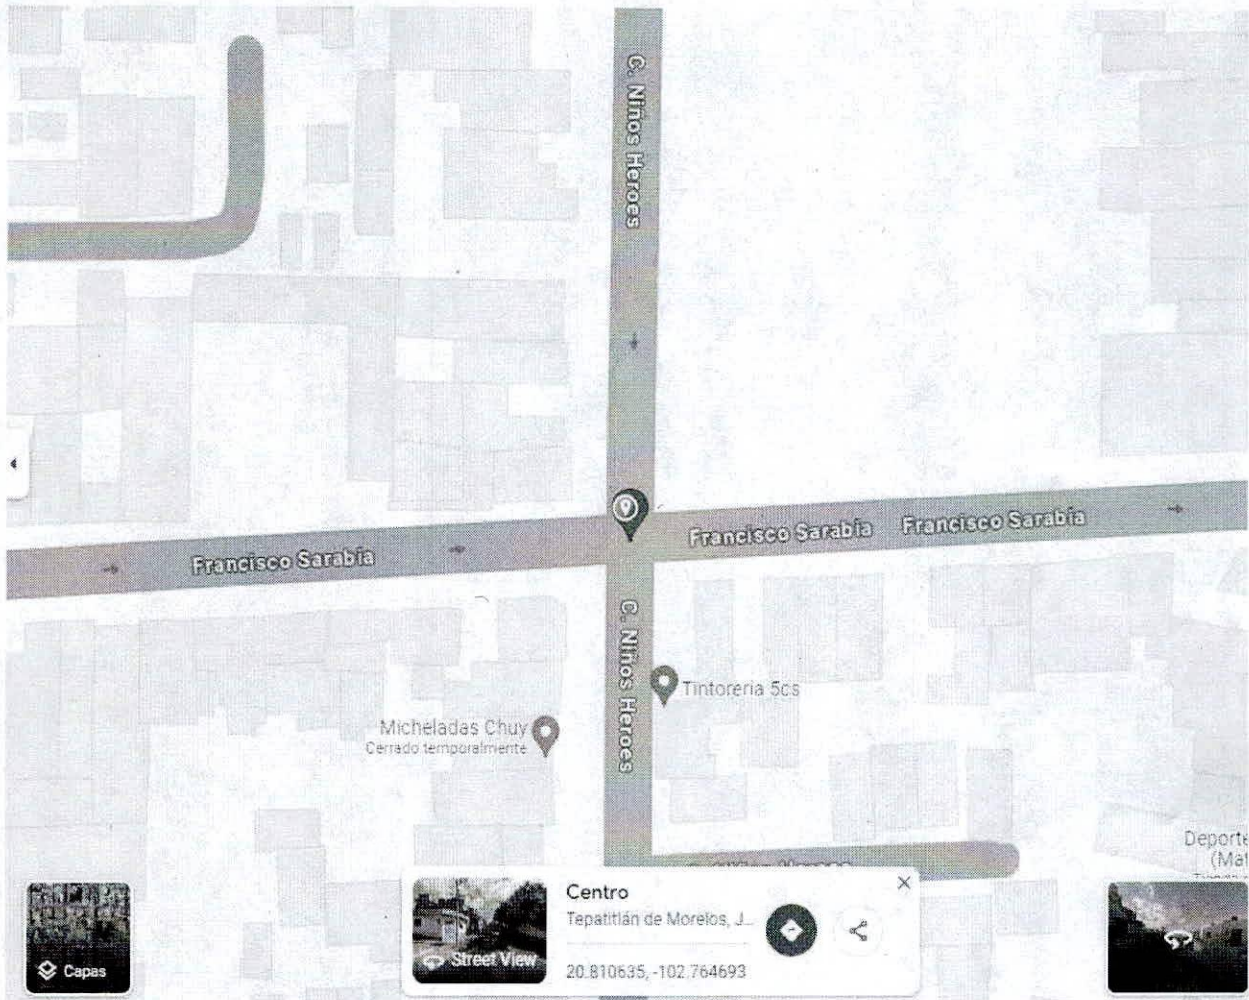 C. Niños Heroes
Francisco Sarabia
Francisco Sarabia
Francisco Sarabia
C. Niños Heroes
Tintoreria 5cs
Micheladas Chuy
Cerrado temporalmente
Deporte
(Mat
Capas
Street View
Centro
Tepatitlán de Morelos, J...
20.810635, -102.764693